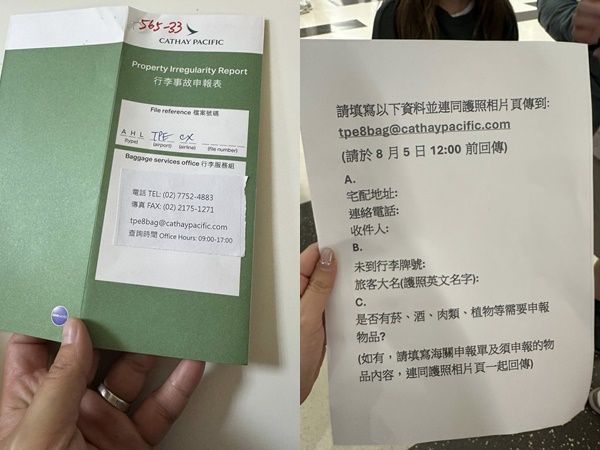 565-33
CATHAY PACIFIC
Property Irregularity Report
行李事故申報表
File reference 檔案號碼
A H L TPE CX
(type) (airport) (airline) (file number)
Baggage services office 行李服務組
電話 TEL: (02) 7752-4883
傳真 FAX: (02) 2175-1271
tpe8bag@cathaypacific.com
查詢時間 Office Hours: 09:00-17:00
請填寫以下資料並連同護照相片頁傳到:
tpe8bag@cathaypacific.com
(請於 8 月 5 日 12:00 前回傳)
A.
宅配地址:
連絡電話:
收件人:
B.
未到行李牌號:
旅客大名(護照英文名字):
C.
是否有菸、酒、肉類、植物等需要申報
物品?
(如有，請填寫海關申報單及須申報的物
品內容，連同護照相片頁一起回傳)